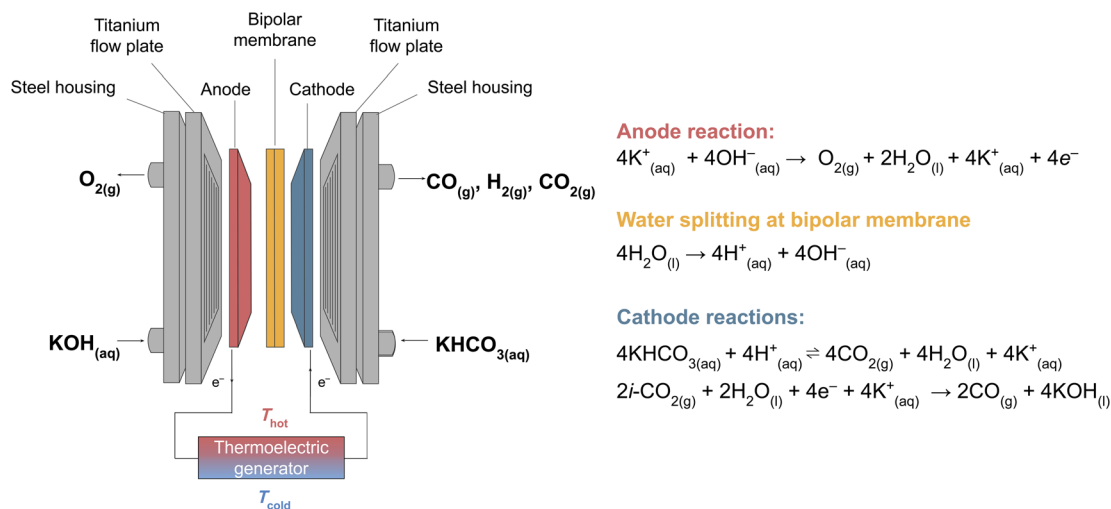 Titanium
flow plate
Bipolar
membrane
Titanium
flow plate
Steel housing
Anode
Cathode
Steel housing
O2(g)
CO(g), H2(g), CO2(g)
KOH(aq)
KHCO3(aq)
e–
e–
Thot
Thermoelectric
generator
Tcold
Anode reaction:
4K+(aq) + 4OH–(aq) → O2(g) + 2H2O(l) + 4K+(aq) + 4e–
Water splitting at bipolar membrane
4H2O(l) → 4H+(aq) + 4OH–(aq)
Cathode reactions:
4KHCO3(aq) + 4H+(aq) ⇌ 4CO2(g) + 4H2O(l) + 4K+(aq)
2i-CO2(g) + 2H2O(l) + 4e– + 4K+(aq) → 2CO(g) + 4KOH(l)